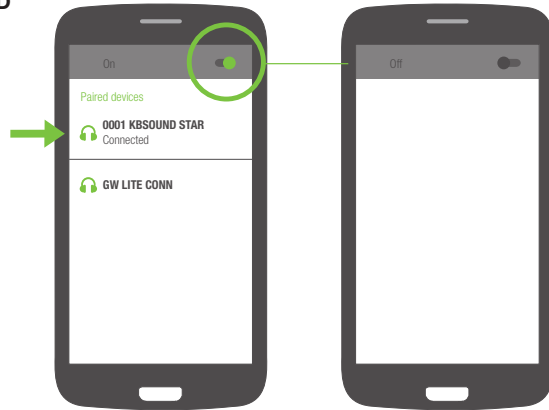 On
Off
Paired devices
0001 KBSOUND STAR
Connected
GW LITE CONN